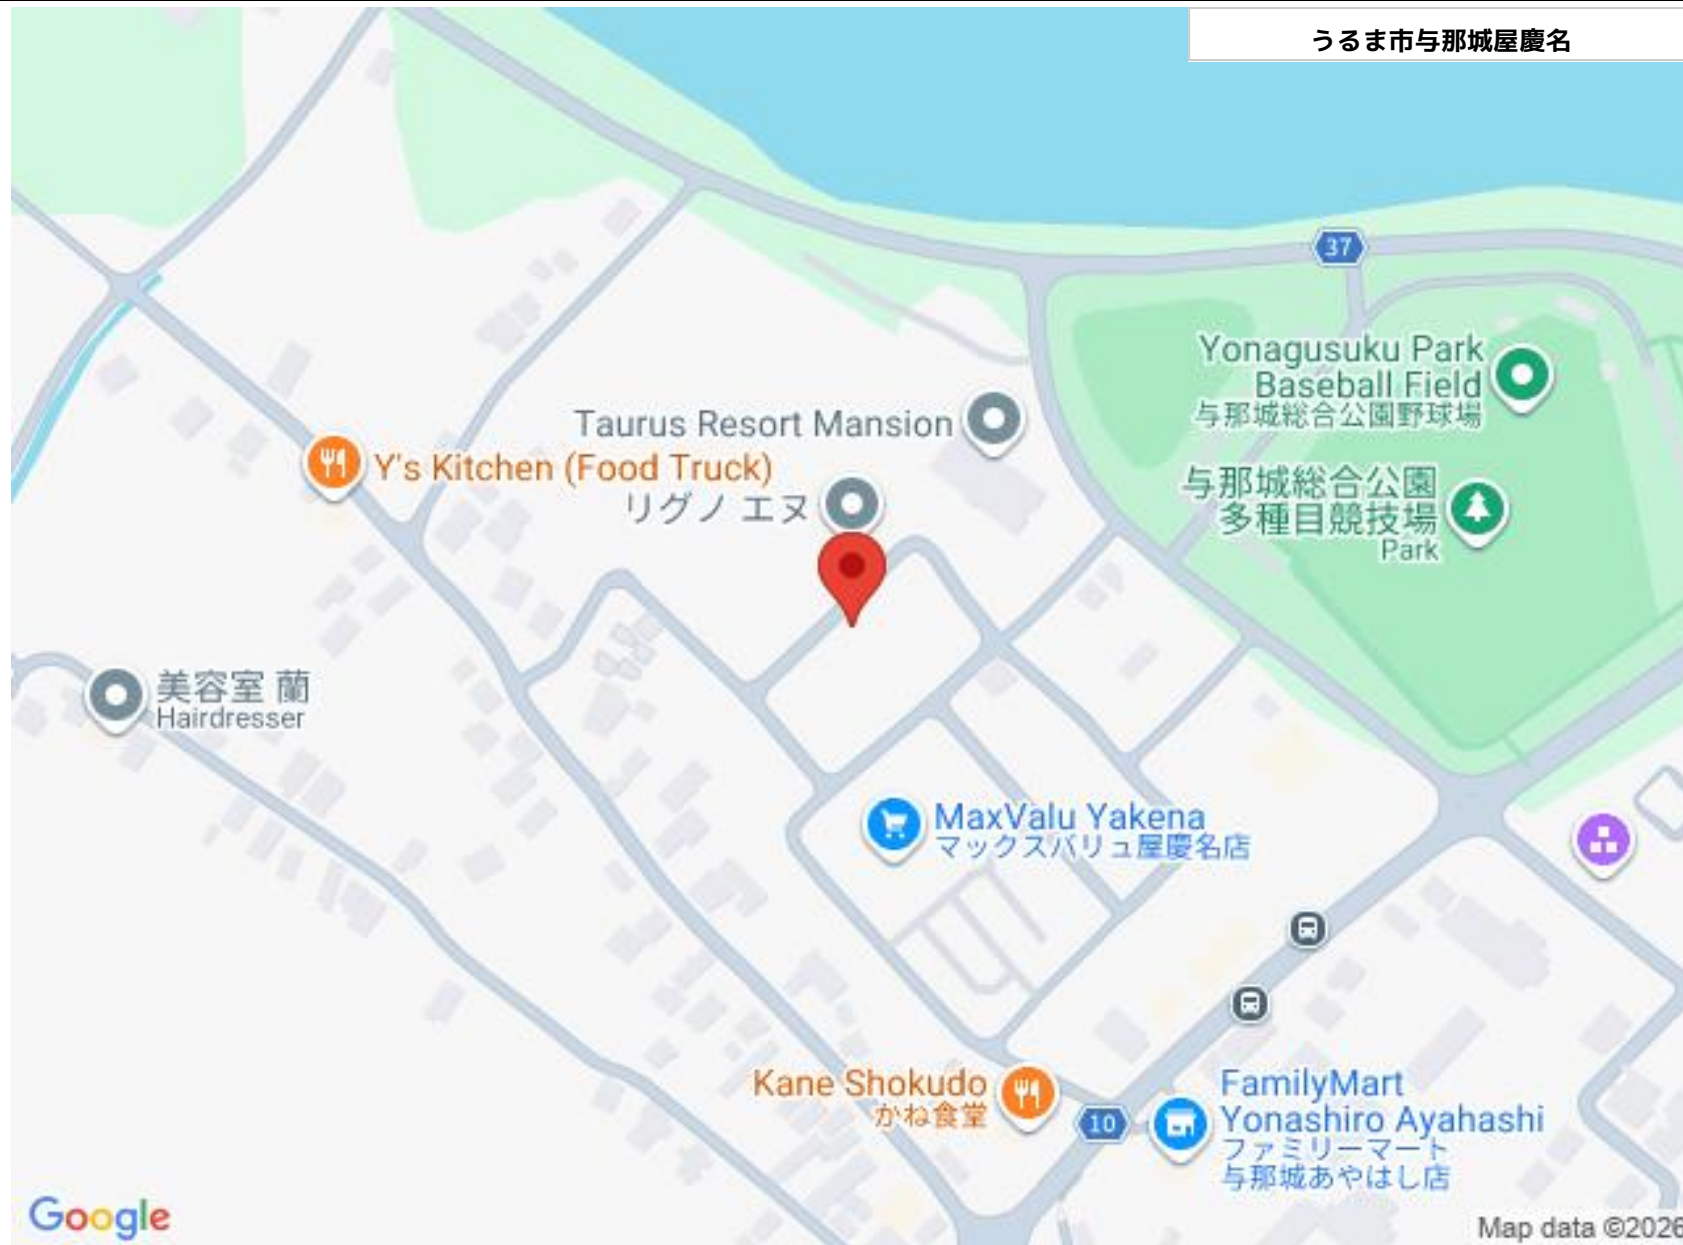 うるま市与那城屋慶名
37
Yonagusuku Park
Baseball Field
与那城総合公園野球場
Taurus Resort Mansion
Y's Kitchen (Food Truck)
リグノ エヌ
与那城総合公園
多種目競技場
Park
美容室 蘭
Hairdresser
MaxValu Yakena
マックスバリュ屋慶名店
Kane Shokudo
かね食堂
10
FamilyMart
Yonashiro Ayahashi
ファミリーマート
与那城あやはし店
Google
Map data ©2026